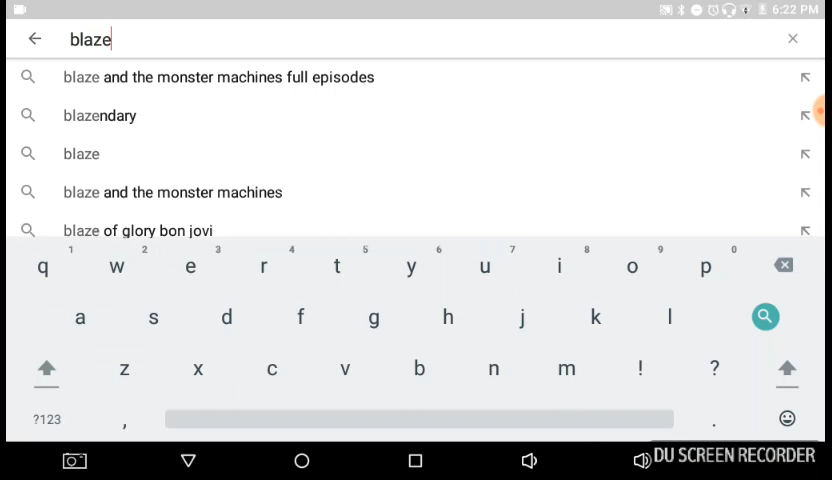 6:22 PM
blaze
blaze and the monster machines full episodes
blazendary
blaze
blaze and the monster machines
blaze of glory bon jovi
1 2 3 4 5 6 7 8 9 0
q w e r t y u i o p
a s d f g h j k l
z x c v b n m ! ?
?123 , .
DU SCREEN RECORDER